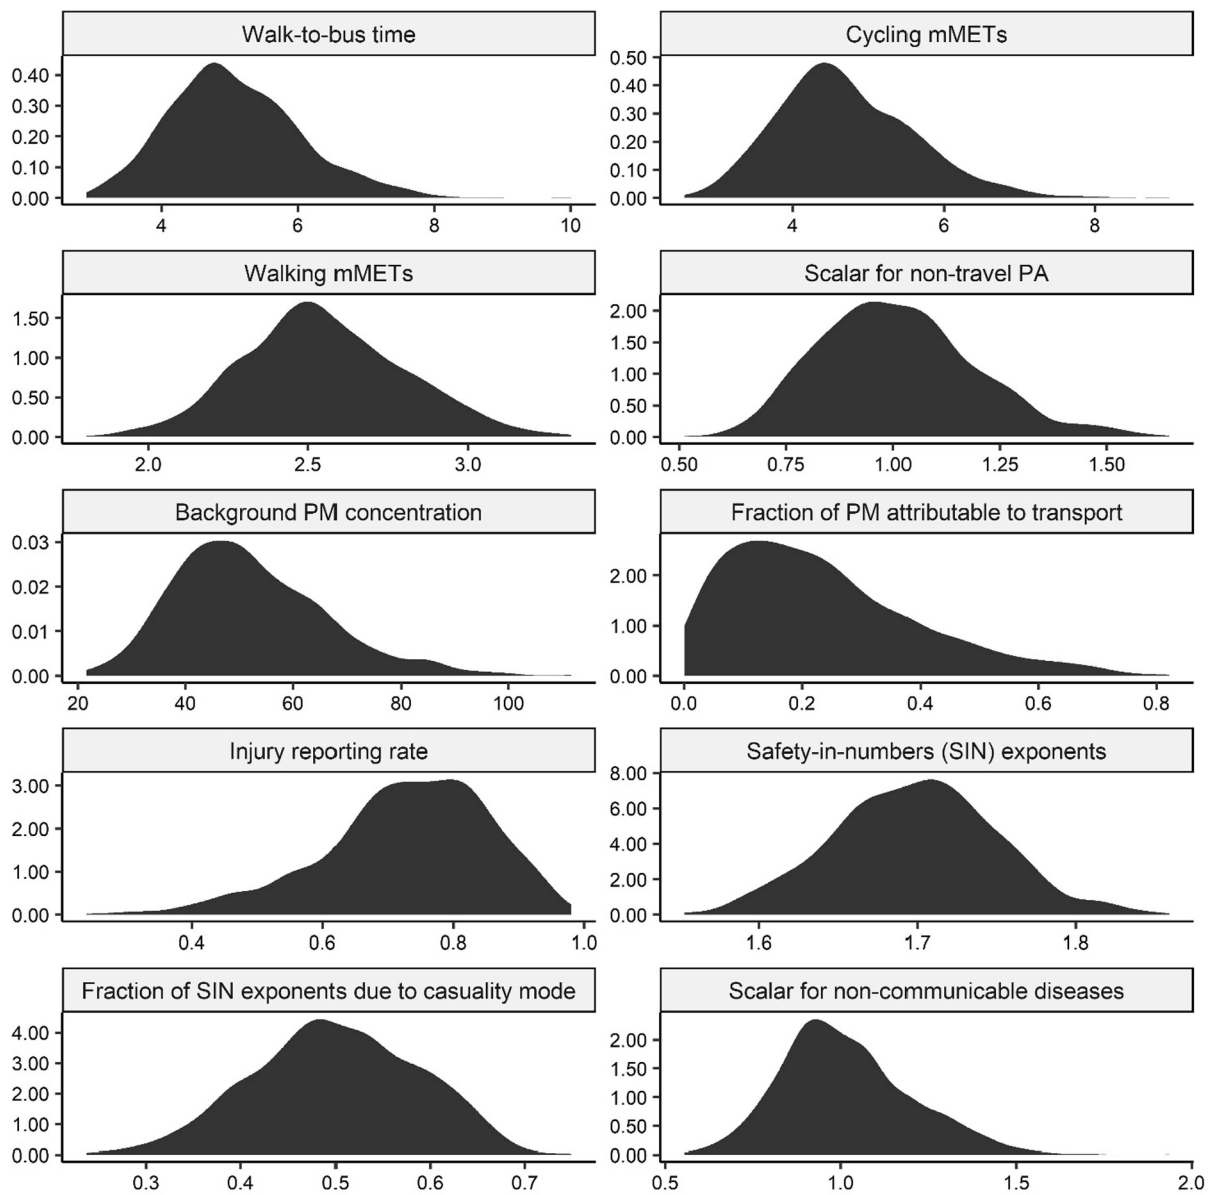 Walk-to-bus time
0.40
0.30
0.20
0.10
0.00
4 6 8 10
Cycling mMETs
0.50
0.40
0.30
0.20
0.10
0.00
4 6 8
Walking mMETs
1.50
1.00
0.50
0.00
2.0 2.5 3.0
Scalar for non-travel PA
2.00
1.50
1.00
0.50
0.00
0.50 0.75 1.00 1.25 1.50
Background PM concentration
0.03
0.02
0.01
0.00
20 40 60 80 100
Fraction of PM attributable to transport
2.00
1.00
0.00
0.0 0.2 0.4 0.6 0.8
Injury reporting rate
3.00
2.00
1.00
0.00
0.4 0.6 0.8 1.0
Safety-in-numbers (SIN) exponents
8.00
6.00
4.00
2.00
0.00
1.6 1.7 1.8
Fraction of SIN exponents due to casuality mode
4.00
3.00
2.00
1.00
0.00
0.3 0.4 0.5 0.6 0.7
Scalar for non-communicable diseases
2.00
1.50
1.00
0.50
0.00
0.5 1.0 1.5 2.0